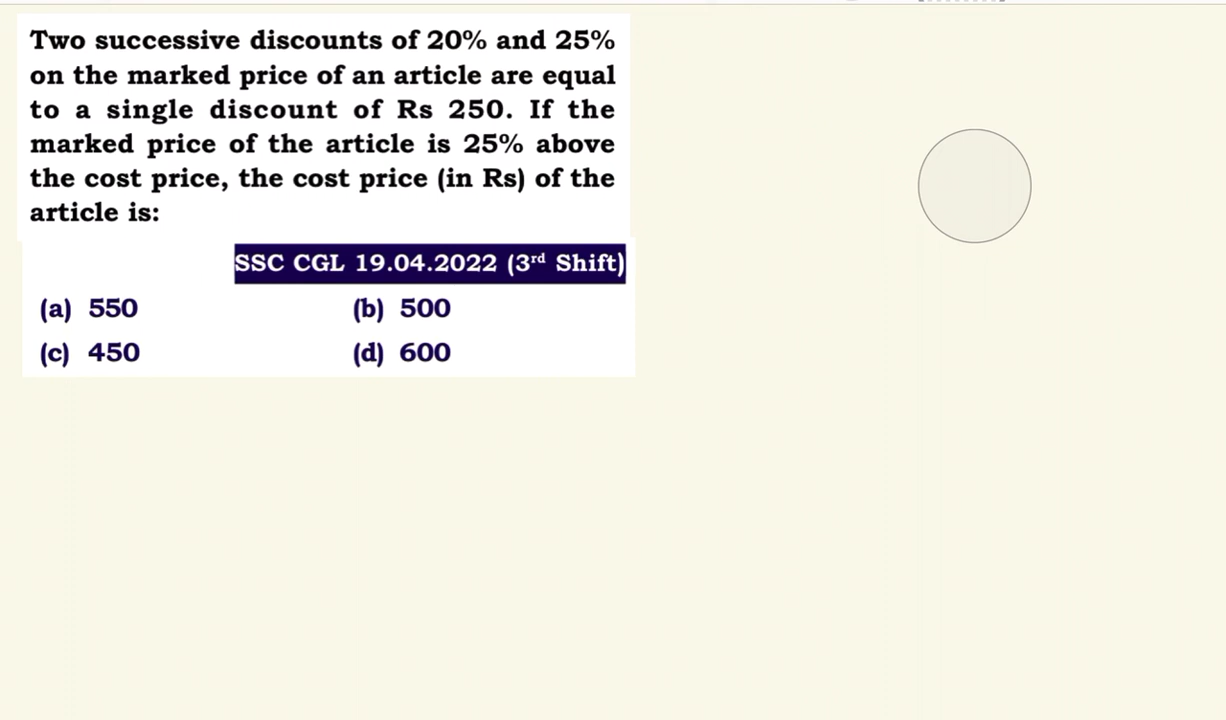 Two successive discounts of 20% and 25%
on the marked price of an article are equal
to a single discount of Rs 250. If the
marked price of the article is 25% above
the cost price, the cost price (in Rs) of the
article is:
SSC CGL 19.04.2022 (3rd Shift)
(a) 550 (b) 500
(c) 450 (d) 600